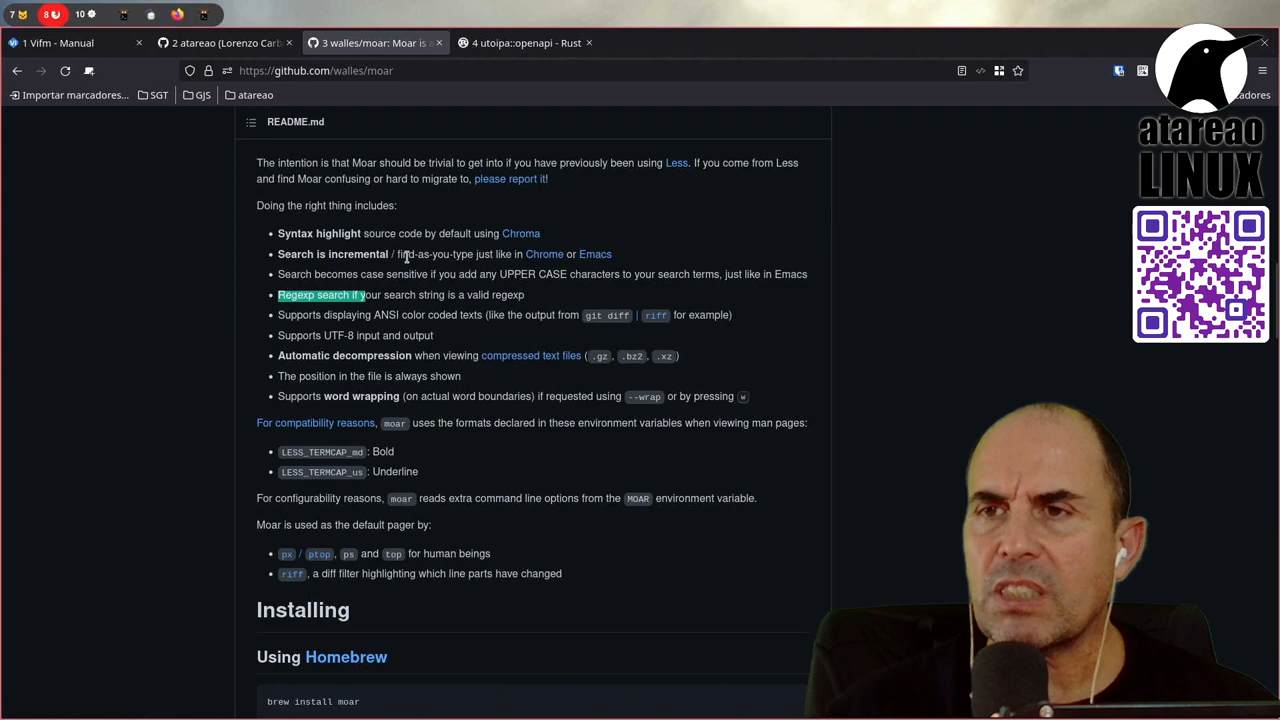 7 8 10
1 Vifm - Manual
2 atareao (Lorenzo Carb
3 walles/moar: Moar is a
4 utoipa::openapi - Rust
https://github.com/walles/moar
Importar marcadores...
SGT
GJS
atareao
cadores
atareao
LINUX
README.md
The intention is that Moar should be trivial to get into if you have previously been using Less. If you come from Less
and find Moar confusing or hard to migrate to, please report it!
Doing the right thing includes:
• Syntax highlight source code by default using Chroma
• Search is incremental / find-as-you-type just like in Chrome or Emacs
• Search becomes case sensitive if you add any UPPER CASE characters to your search terms, just like in Emacs
• Regexp search if your search string is a valid regexp
• Supports displaying ANSI color coded texts (like the output from git diff | riff for example)
• Supports UTF-8 input and output
• Automatic decompression when viewing compressed text files (.gz, .bz2, .xz)
• The position in the file is always shown
• Supports word wrapping (on actual word boundaries) if requested using --wrap or by pressing w
For compatibility reasons, moar uses the formats declared in these environment variables when viewing man pages:
• LESS_TERMCAP_md: Bold
• LESS_TERMCAP_us: Underline
For configurability reasons, moar reads extra command line options from the MOAR environment variable.
Moar is used as the default pager by:
• px / ptop, ps and top for human beings
• riff, a diff filter highlighting which line parts have changed
Installing
Using Homebrew
brew install moar